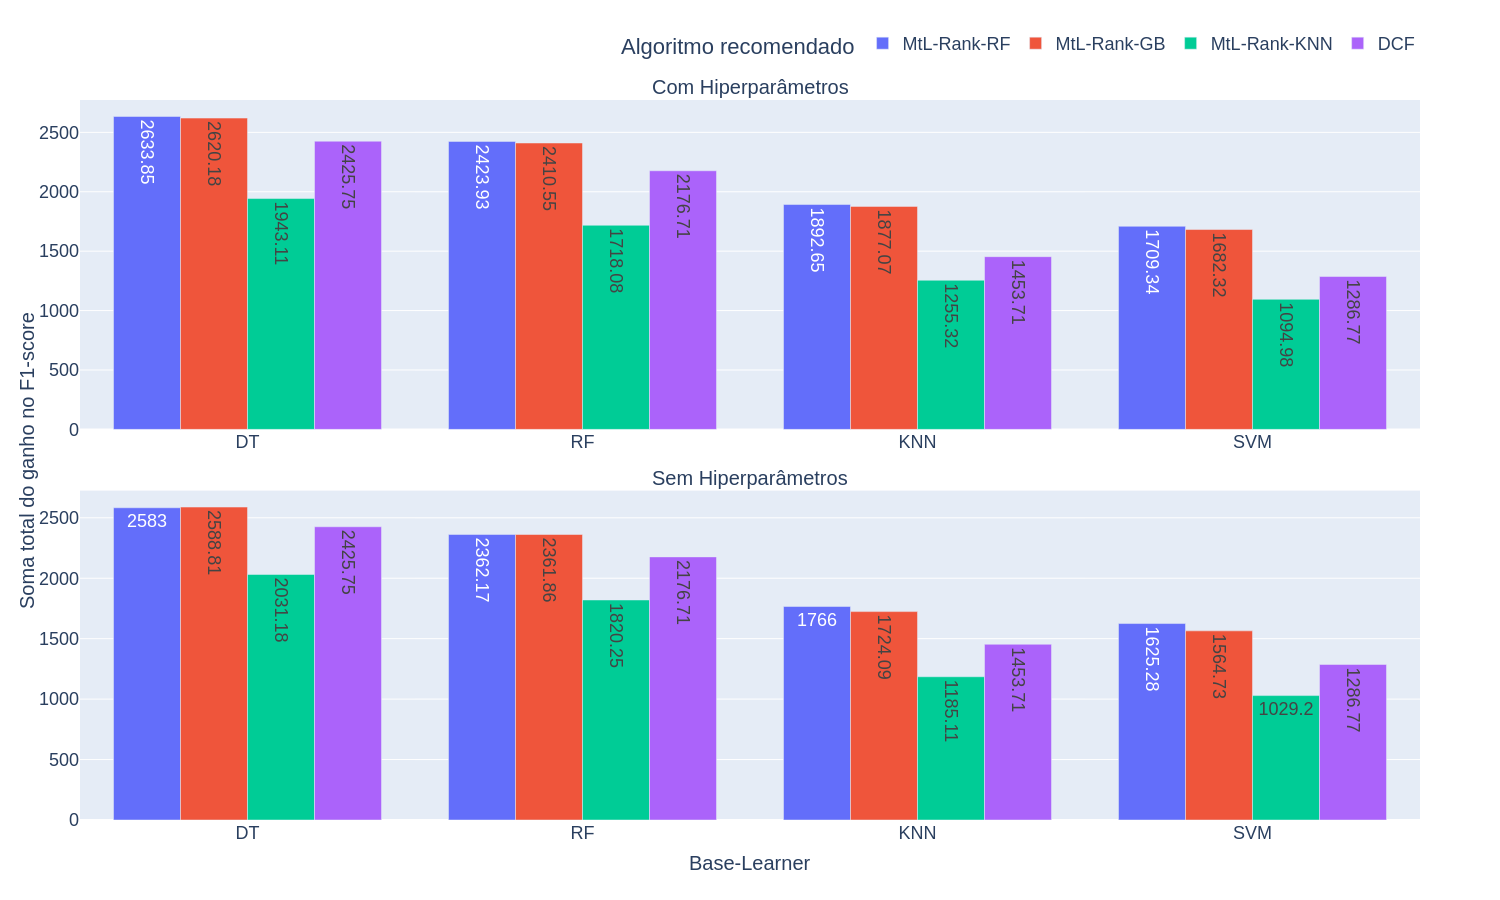 Algoritmo recomendado MtL-Rank-RF MtL-Rank-GB MtL-Rank-KNN DCF
Com Hiperparâmetros
Soma total do ganho no F1-score
2500
2000
1500
1000
500
0
2633.85 2620.18 1943.11 2425.75
2423.93 2410.55 1718.08 2176.71
1892.65 1877.07 1255.32 1453.71
1709.34 1682.32 1094.98 1286.77
DT RF KNN SVM
Sem Hiperparâmetros
2500
2000
1500
1000
500
0
2583 2588.81 2031.18 2425.75
2362.17 2361.86 1820.25 2176.71
1766 1724.09 1185.11 1453.71
1625.28 1564.73 1029.2 1286.77
DT RF KNN SVM
Base-Learner